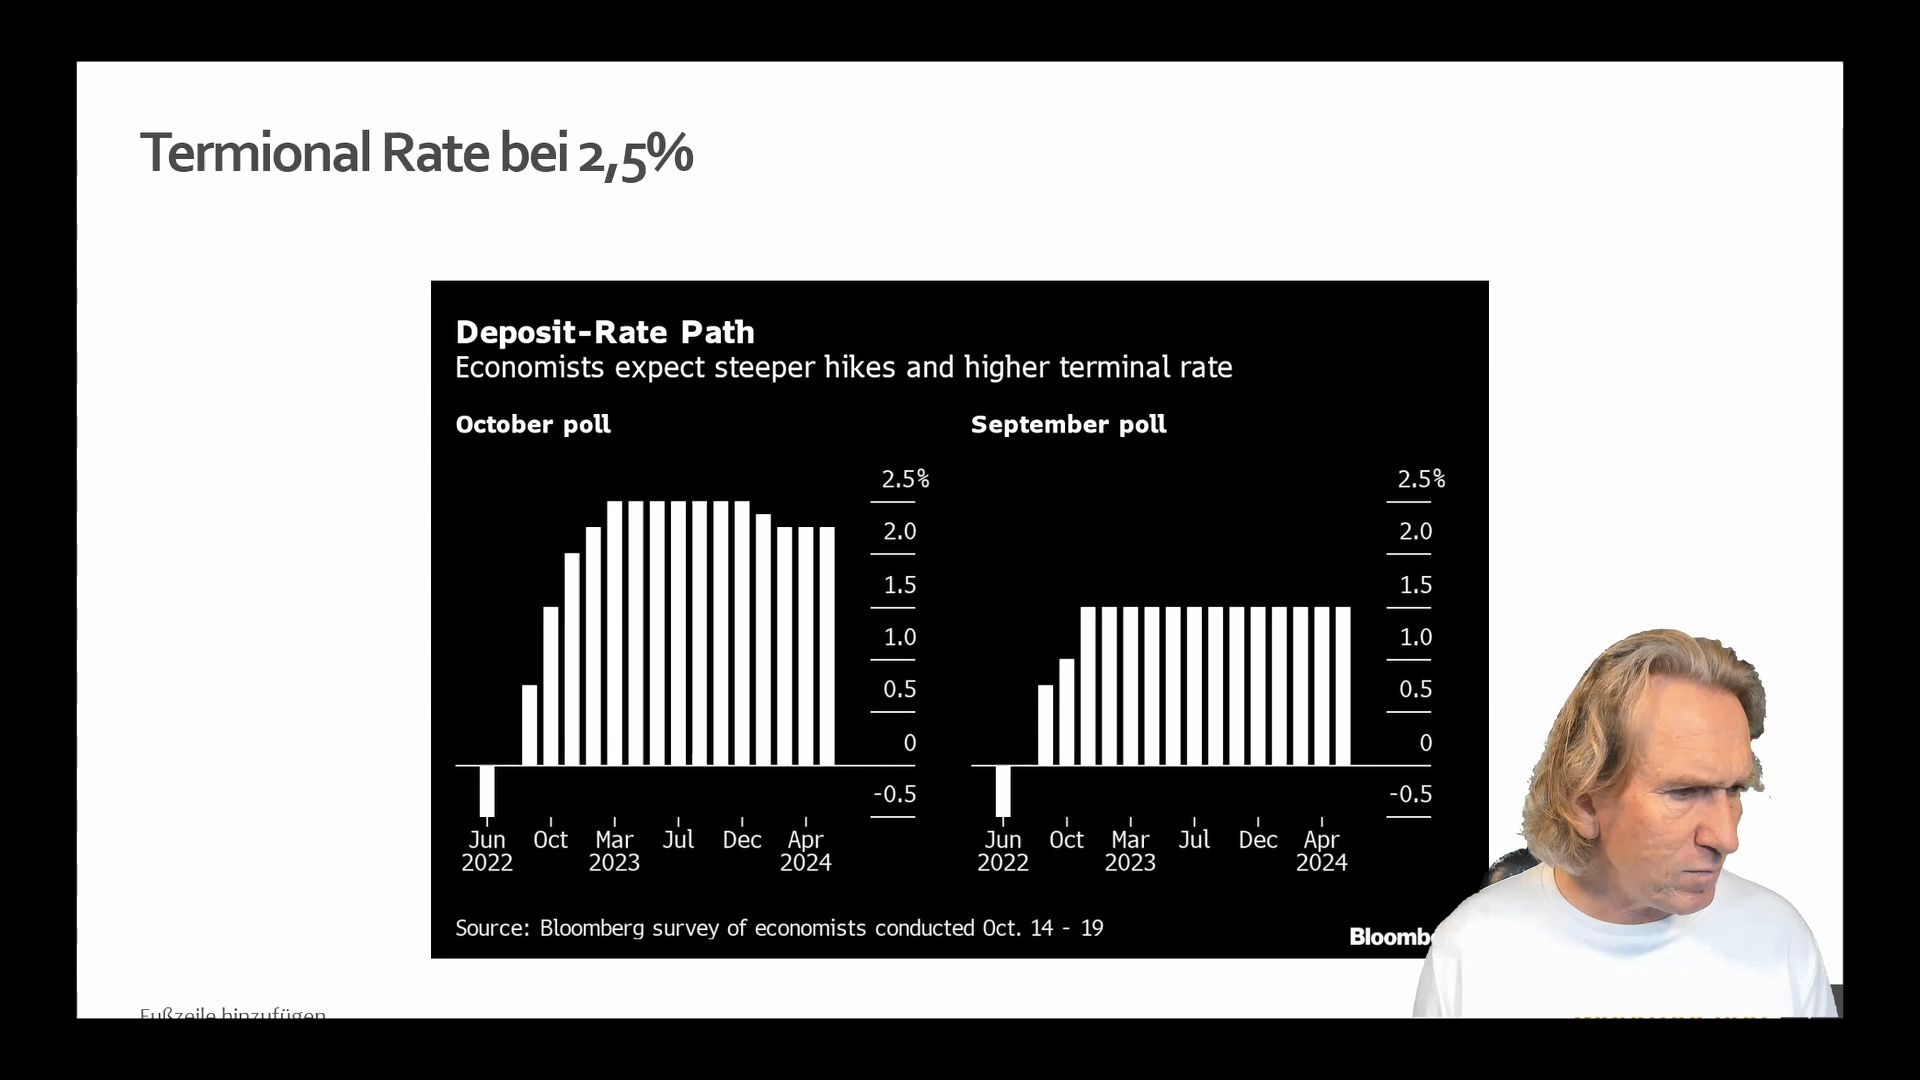 Termional Rate bei 2,5%
Deposit-Rate Path
Economists expect steeper hikes and higher terminal rate
October poll
2.5%
2.0
1.5
1.0
0.5
0
-0.5
Jun Oct Mar Jul Dec Apr
2022 2023 2024
September poll
2.5%
2.0
1.5
1.0
0.5
0
-0.5
Jun Oct Mar Jul Dec Apr
2022 2023 2024
Source: Bloomberg survey of economists conducted Oct. 14 - 19
Bloomb
Fußzeile hinzufügen